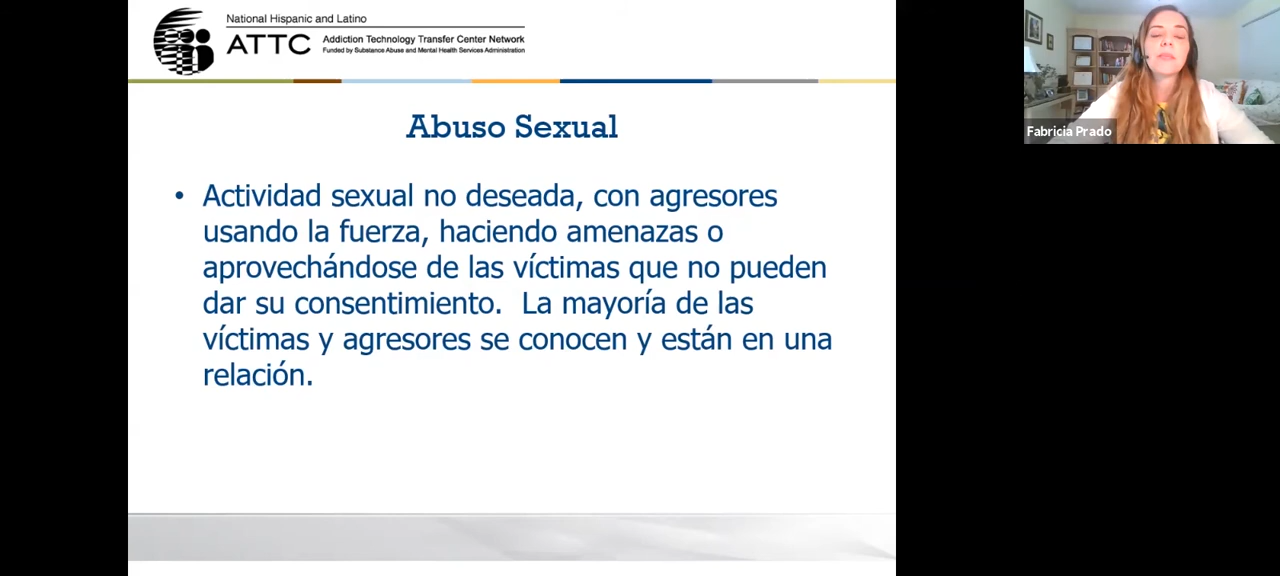 National Hispanic and Latino
ATTC
Addiction Technology Transfer Center Network
Funded by Substance Abuse and Mental Health Services Administration
Fabricia Prado
Abuso Sexual
• Actividad sexual no deseada, con agresores
usando la fuerza, haciendo amenazas o
aprovechándose de las víctimas que no pueden
dar su consentimiento.  La mayoría de las
víctimas y agresores se conocen y están en una
relación.